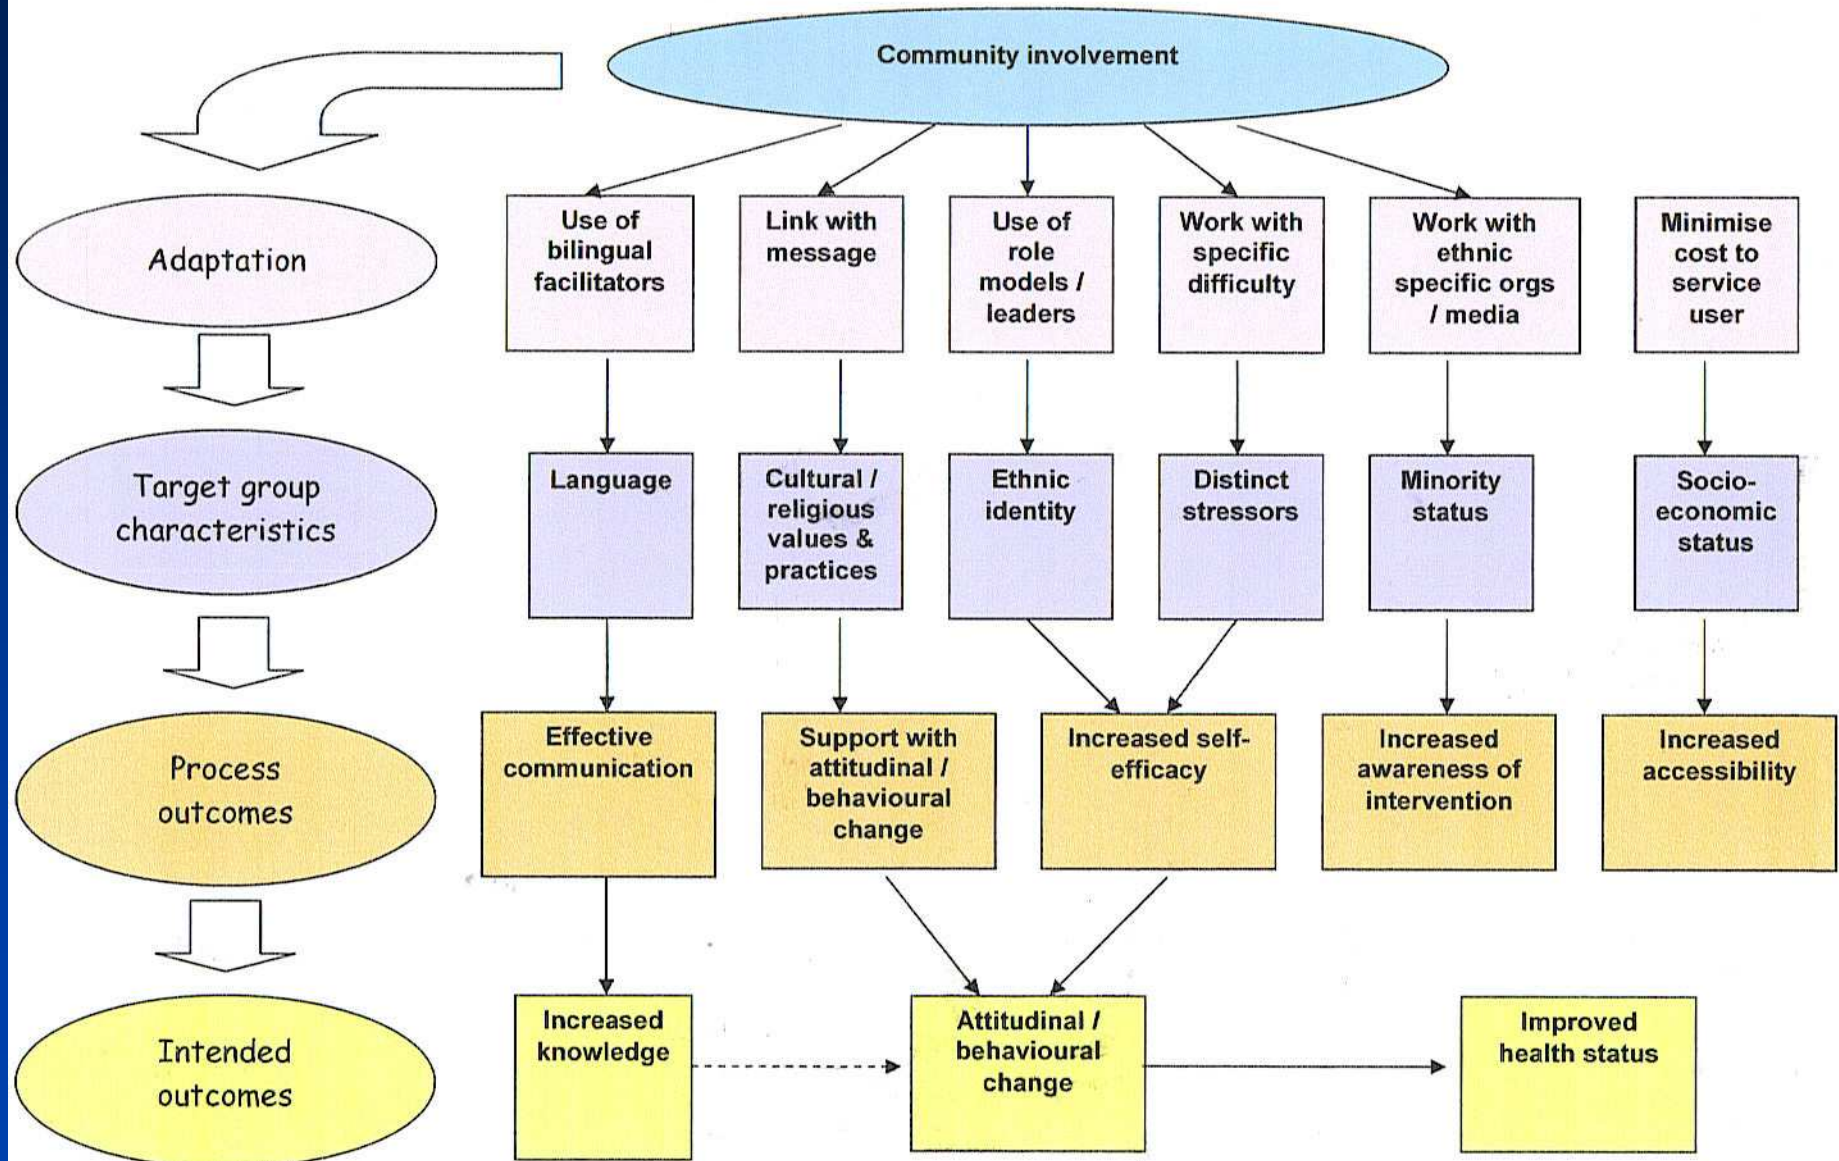 Community involvement
Adaptation
Use of
bilingual
facilitators
Link with
message
Use of
role
models /
leaders
Work with
specific
difficulty
Work with
ethnic
specific orgs
/ media
Minimise
cost to
service
user
Target group
characteristics
Language
Cultural /
religious
values &
practices
Ethnic
identity
Distinct
stressors
Minority
status
Socio-
economic
status
Process
outcomes
Effective
communication
Support with
attitudinal /
behavioural
change
Increased self-
efficacy
Increased
awareness of
intervention
Increased
accessibility
Intended
outcomes
Increased
knowledge
Attitudinal /
behavioural
change
Improved
health status